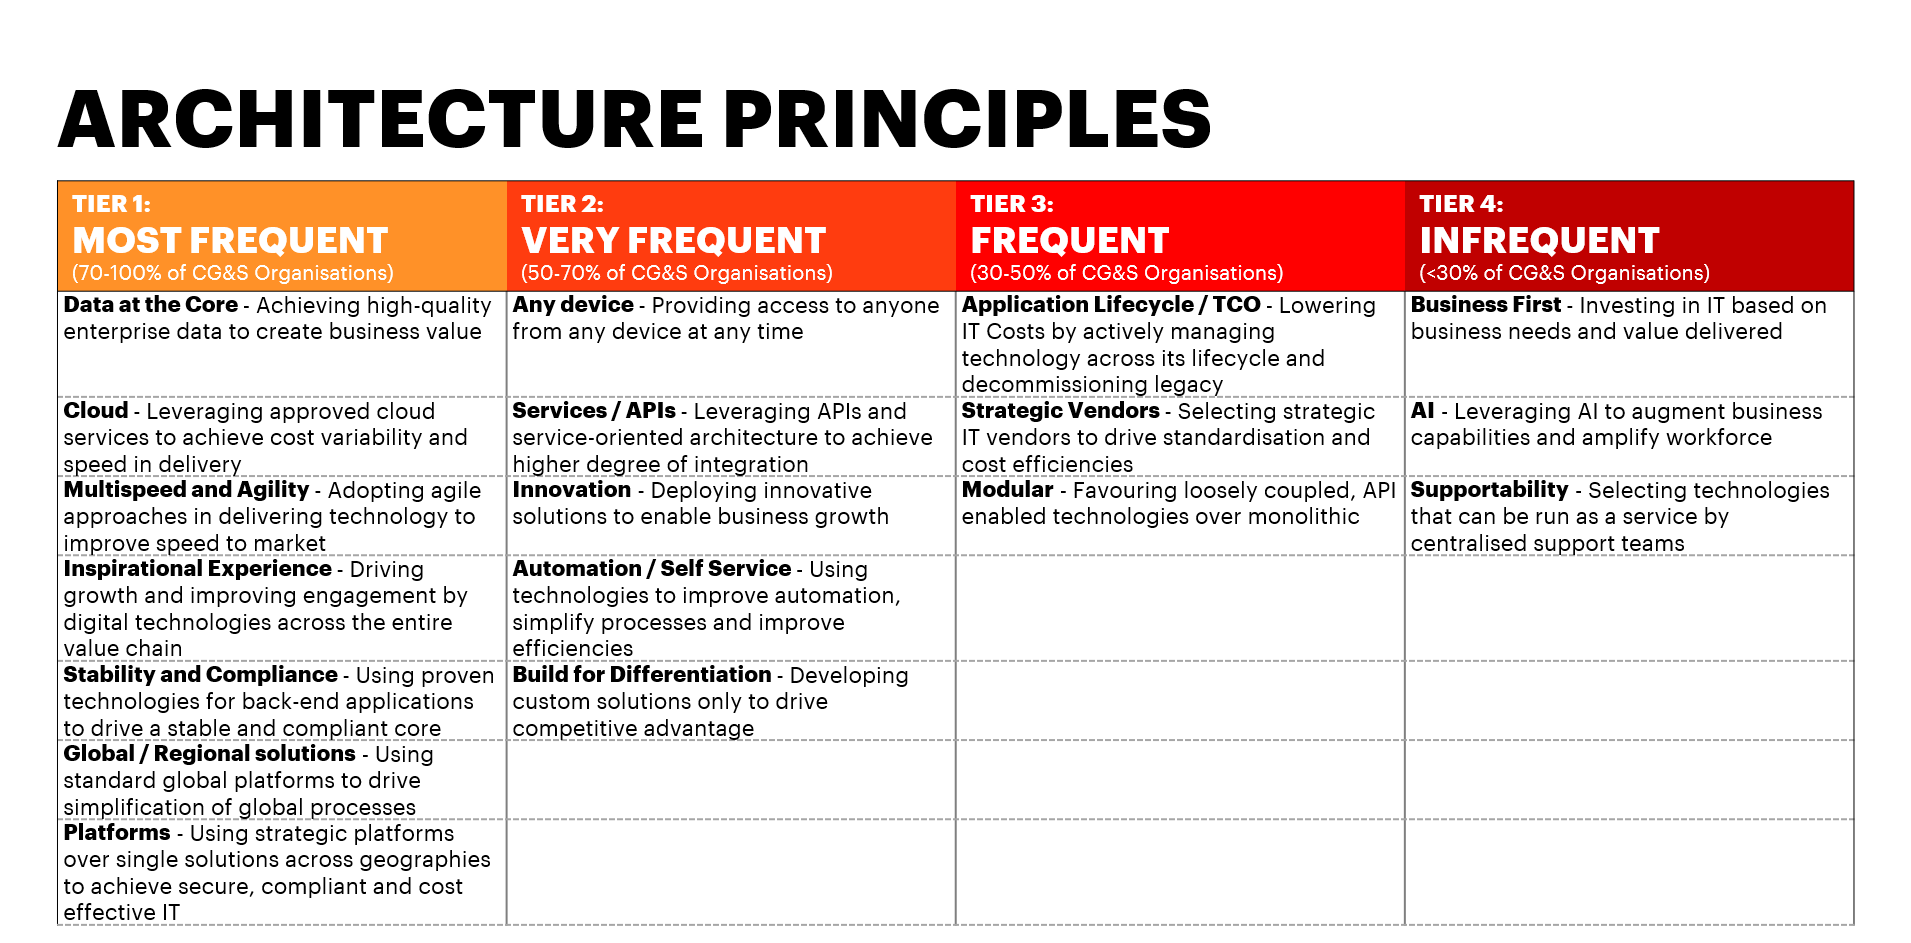 ARCHITECTURE PRINCIPLES
TIER 1:
MOST FREQUENT
(70-100% of CG&S Organisations)
TIER 2:
VERY FREQUENT
(50-70% of CG&S Organisations)
TIER 3:
FREQUENT
(30-50% of CG&S Organisations)
TIER 4:
INFREQUENT
(<30% of CG&S Organisations)
Data at the Core - Achieving high-quality
enterprise data to create business value
Any device - Providing access to anyone
from any device at any time
Application Lifecycle / TCO - Lowering
IT Costs by actively managing
technology across its lifecycle and
decommissioning legacy
Business First - Investing in IT based on
business needs and value delivered
Cloud - Leveraging approved cloud
services to achieve cost variability and
speed in delivery
Services / APIs - Leveraging APIs and
service-oriented architecture to achieve
higher degree of integration
Strategic Vendors - Selecting strategic
IT vendors to drive standardisation and
cost efficiencies
AI - Leveraging AI to augment business
capabilities and amplify workforce
Multispeed and Agility - Adopting agile
approaches in delivering technology to
improve speed to market
Innovation - Deploying innovative
solutions to enable business growth
Modular - Favouring loosely coupled, API
enabled technologies over monolithic
Supportability - Selecting technologies
that can be run as a service by
centralised support teams
Inspirational Experience - Driving
growth and improving engagement by
digital technologies across the entire
value chain
Automation / Self Service - Using
technologies to improve automation,
simplify processes and improve
efficiencies
Stability and Compliance - Using proven
technologies for back-end applications
to drive a stable and compliant core
Build for Differentiation - Developing
custom solutions only to drive
competitive advantage
Global / Regional solutions - Using
standard global platforms to drive
simplification of global processes
Platforms - Using strategic platforms
over single solutions across geographies
to achieve secure, compliant and cost
effective IT